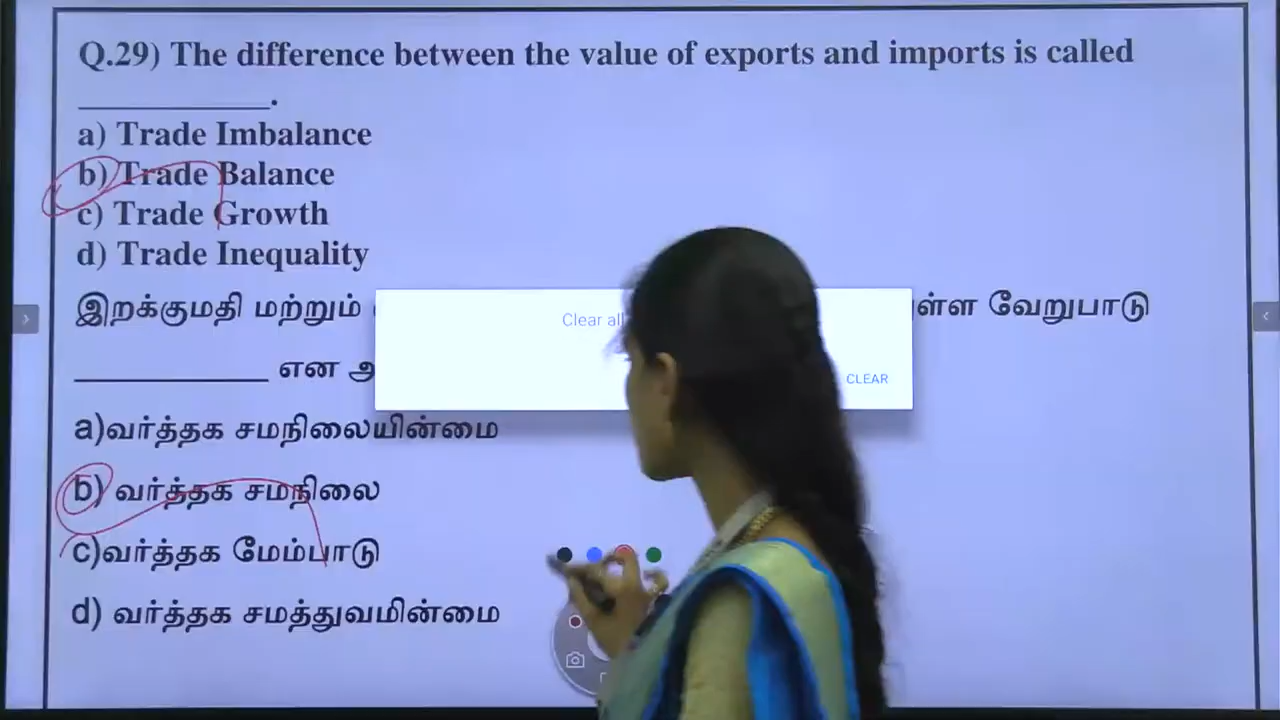 Q.29) The difference between the value of exports and imports is called
____________.
a) Trade Imbalance
b) Trade Balance
c) Trade Growth
d) Trade Inequality
இறக்குமதி மற்றும் வேறுபாடு
____________ என
Clear all
CLEAR
a)வர்த்தக சமநிலையின்மை
b) வர்த்தக சமநிலை
c)வர்த்தக மேம்பாடு
d) வர்த்தக சமத்துவமின்மை